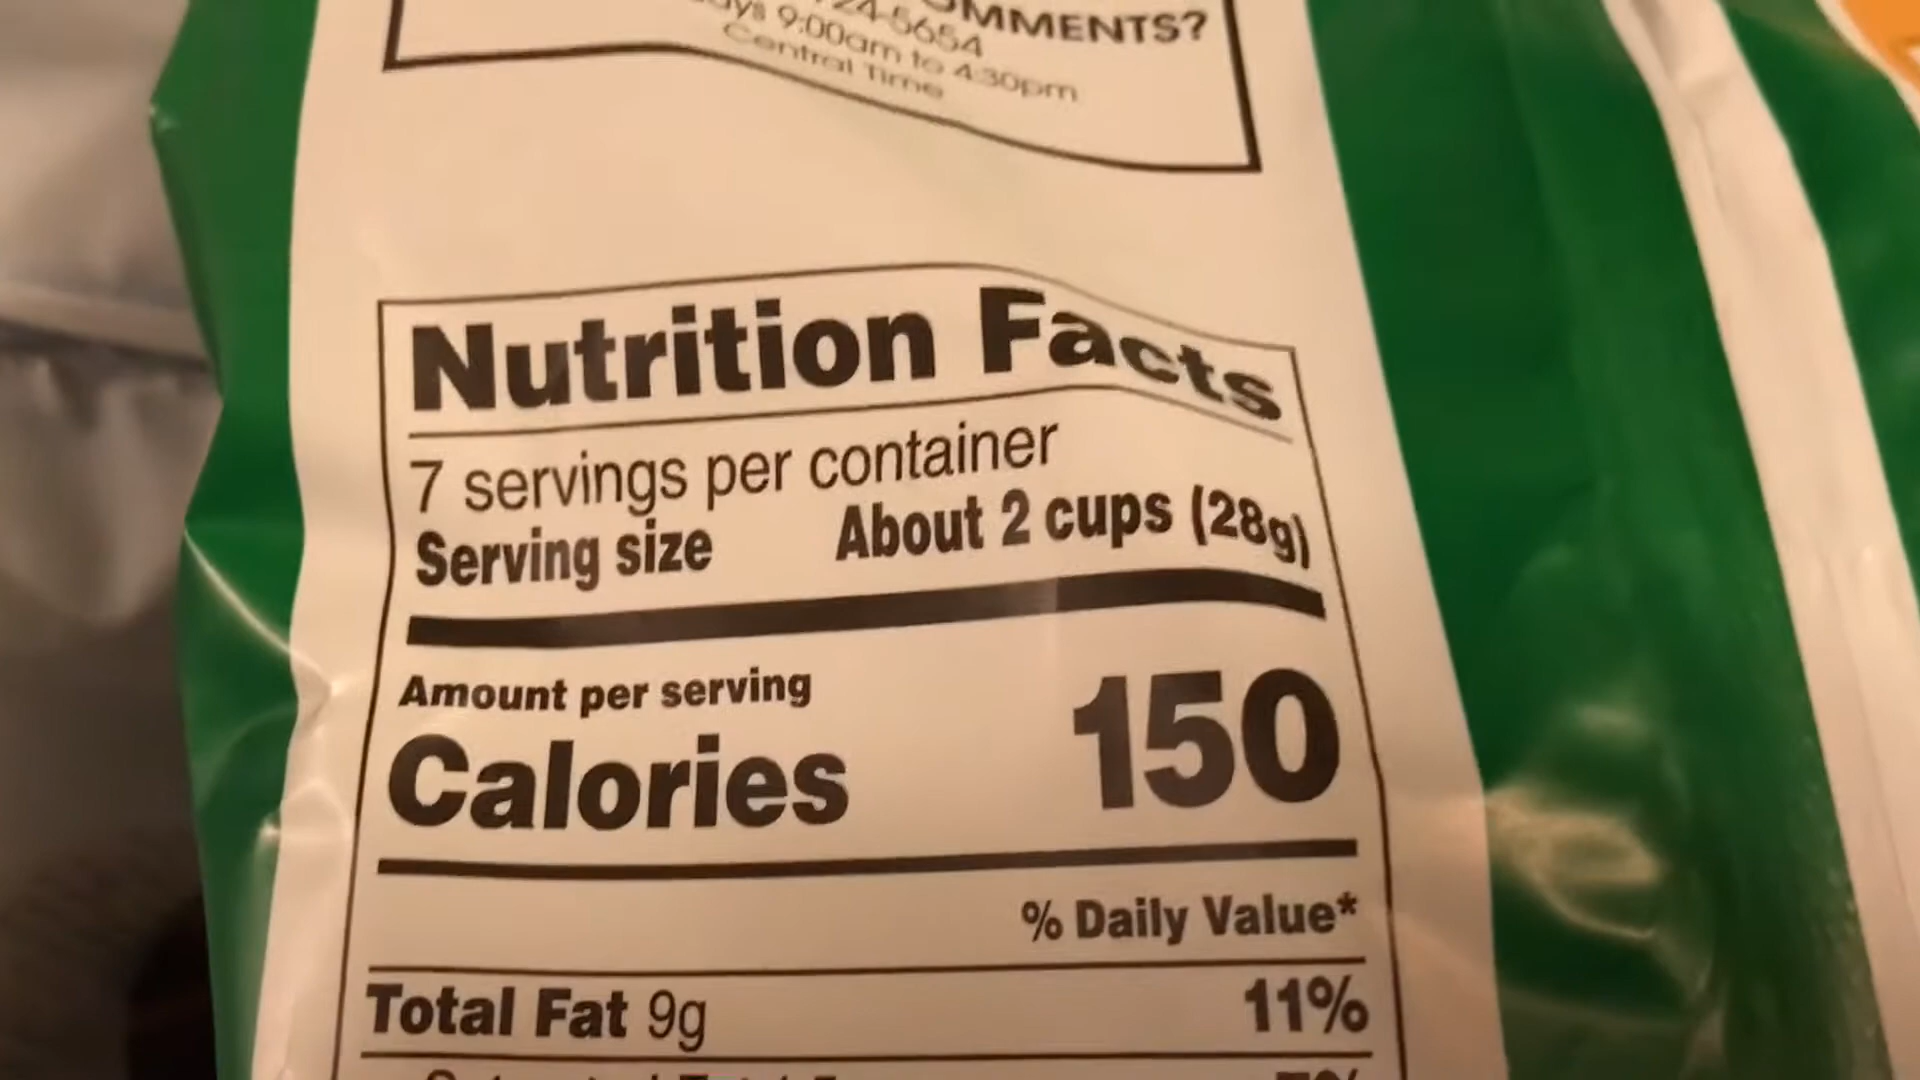 MMENTS?
24-5654
ays 9:00am to 4:30pm
Central Time
Nutrition Facts
7 servings per container
Serving size About 2 cups (28g)
Amount per serving
Calories 150
% Daily Value*
Total Fat 9g 11%